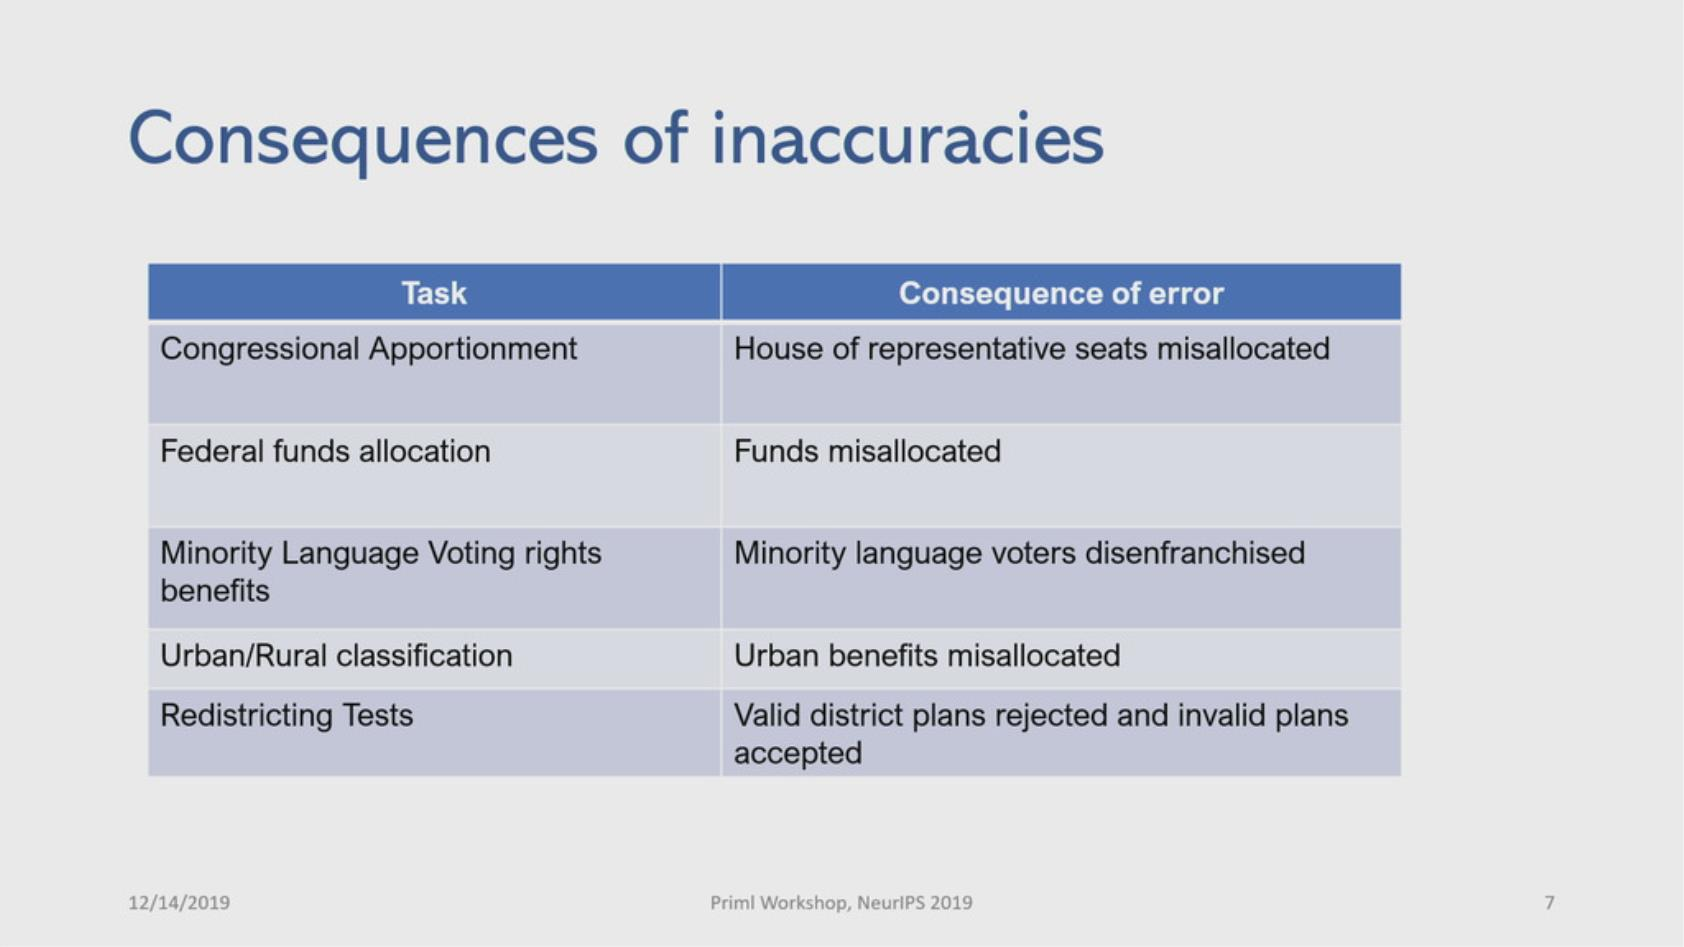 Consequences of inaccuracies
Task
Consequence of error
Congressional Apportionment
House of representative seats misallocated
Federal funds allocation
Funds misallocated
Minority Language Voting rights
benefits
Minority language voters disenfranchised
Urban/Rural classification
Urban benefits misallocated
Redistricting Tests
Valid district plans rejected and invalid plans
accepted
12/14/2019
Priml Workshop, NeurIPS 2019
7